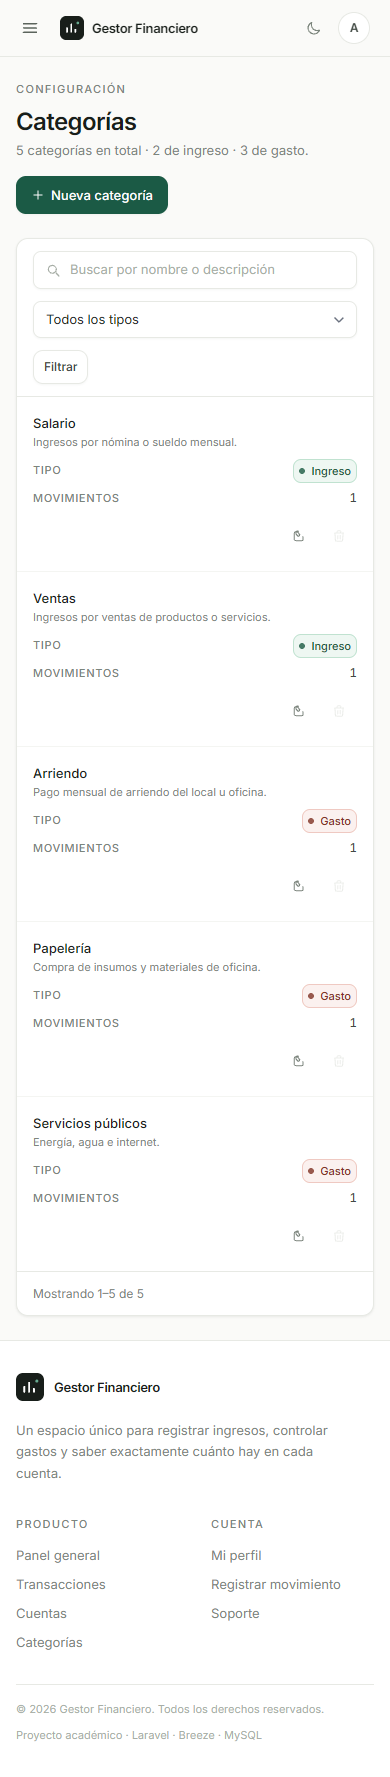 Gestor Financiero
A
CONFIGURACIÓN
Categorías
5 categorías en total · 2 de ingreso · 3 de gasto.
+ Nueva categoría
Buscar por nombre o descripción
Todos los tipos
Filtrar
Salario
Ingresos por nómina o sueldo mensual.
TIPO
Ingreso
MOVIMIENTOS
1
Ventas
Ingresos por ventas de productos o servicios.
TIPO
Ingreso
MOVIMIENTOS
1
Arriendo
Pago mensual de arriendo del local u oficina.
TIPO
Gasto
MOVIMIENTOS
1
Papelería
Compra de insumos y materiales de oficina.
TIPO
Gasto
MOVIMIENTOS
1
Servicios públicos
Energía, agua e internet.
TIPO
Gasto
MOVIMIENTOS
1
Mostrando 1–5 de 5
Gestor Financiero
Un espacio único para registrar ingresos, controlar
gastos y saber exactamente cuánto hay en cada
cuenta.
PRODUCTO
Panel general
Transacciones
Cuentas
Categorías
CUENTA
Mi perfil
Registrar movimiento
Soporte
© 2026 Gestor Financiero. Todos los derechos reservados.
Proyecto académico · Laravel · Breeze · MySQL